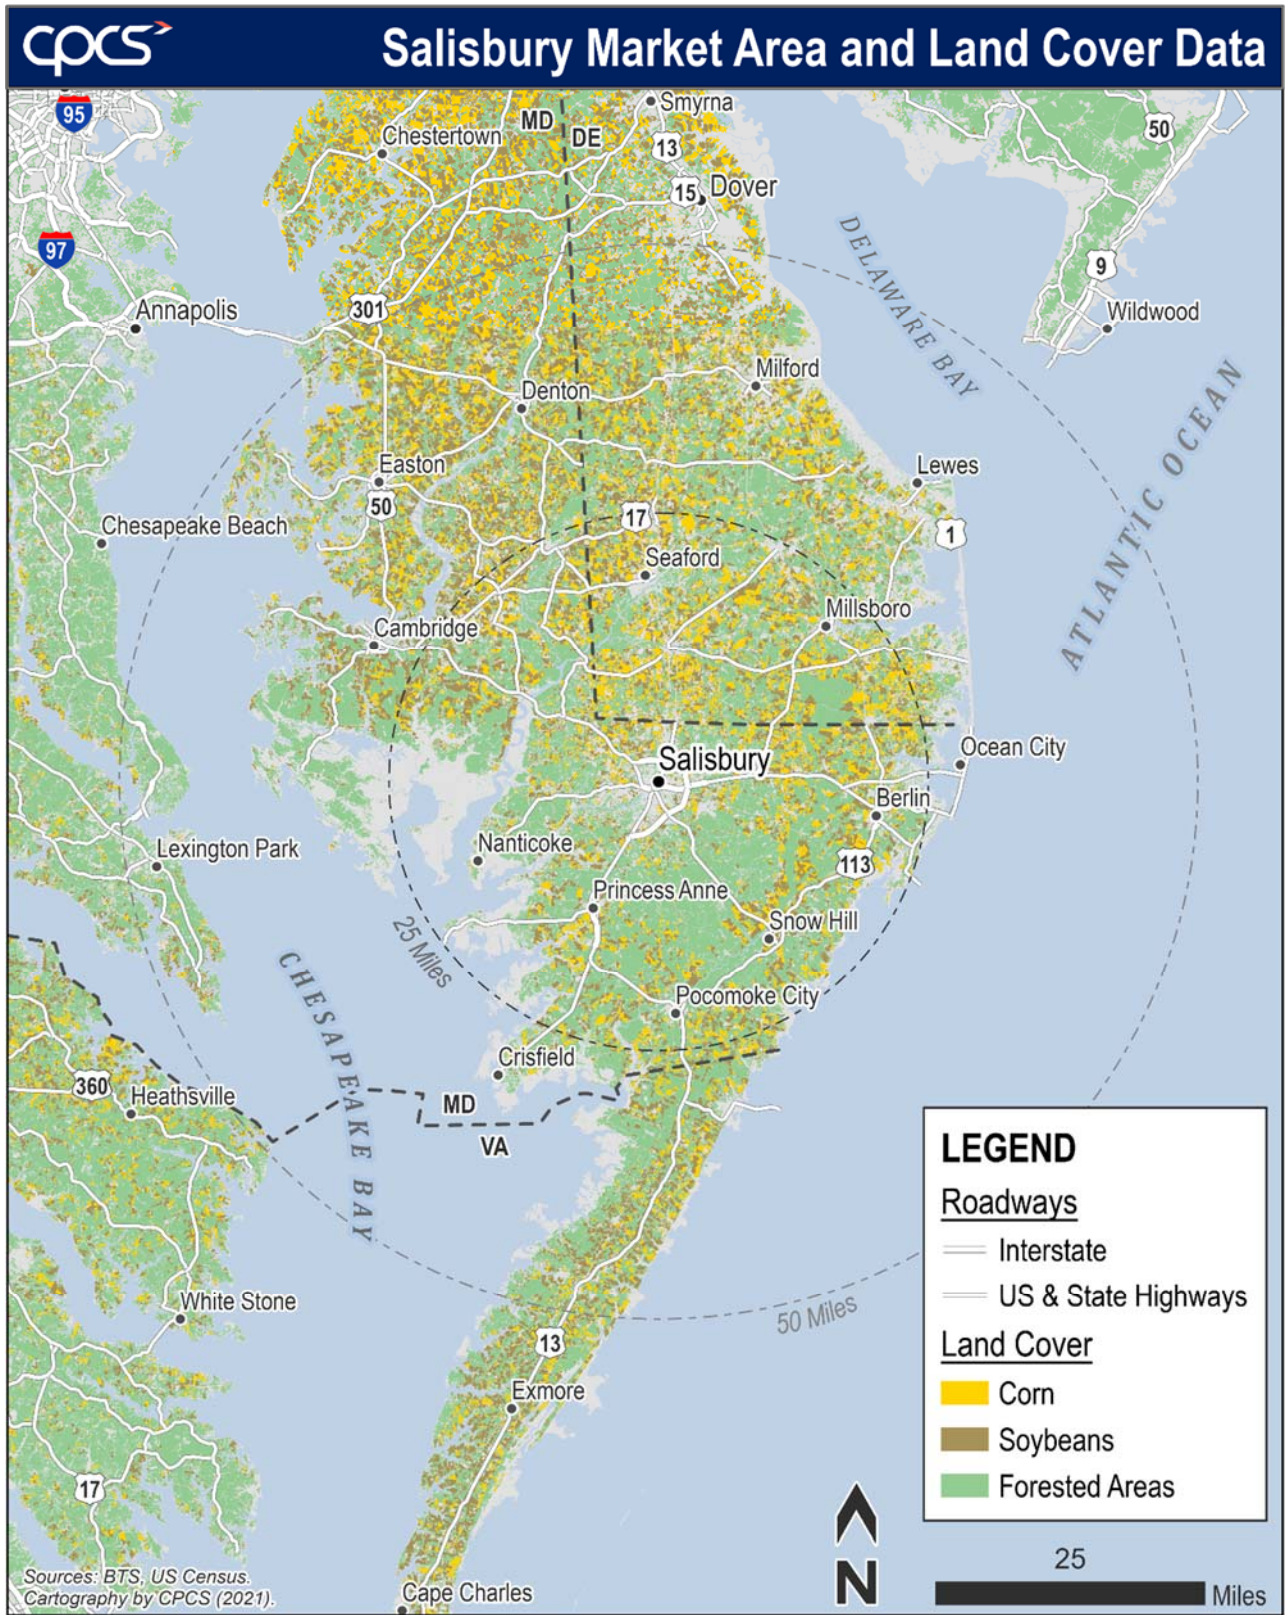 cpcs
Salisbury Market Area and Land Cover Data
95
Chestertown
MD
DE
Smyrna
13
50
15
Dover
97
DELAWARE BAY
9
301
Annapolis
Wildwood
Milford
Denton
ATLANTIC OCEAN
Easton
Lewes
50
17
1
Chesapeake Beach
Seaford
Millsboro
Cambridge
Ocean City
Salisbury
Berlin
Nanticoke
Lexington Park
113
Princess Anne
Snow Hill
25 Miles
CHESAPEAKE BAY
Pocomoke City
Crisfield
360
Heathsville
MD
VA
LEGEND
Roadways
Interstate
US & State Highways
Land Cover
Corn
Soybeans
Forested Areas
White Stone
50 Miles
13
Exmore
17
N
25
Miles
Sources: BTS, US Census.
Cartography by CPCS (2021).
Cape Charles